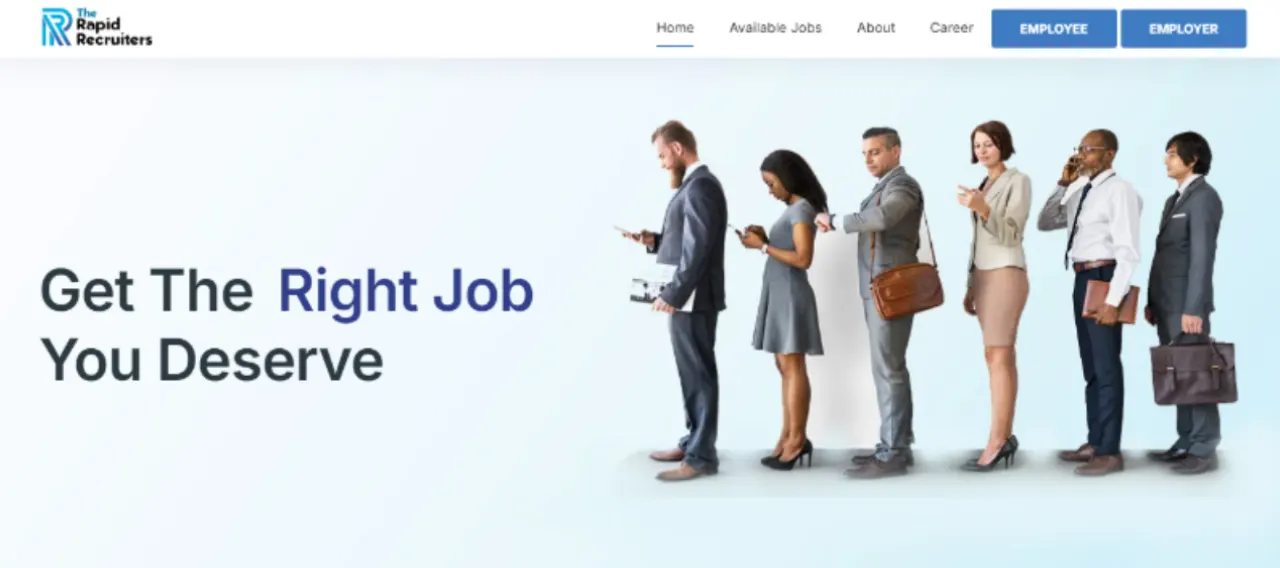 The
Rapid
Recruiters
Home
Available Jobs
About
Career
EMPLOYEE
EMPLOYER
Get The Right Job
You Deserve